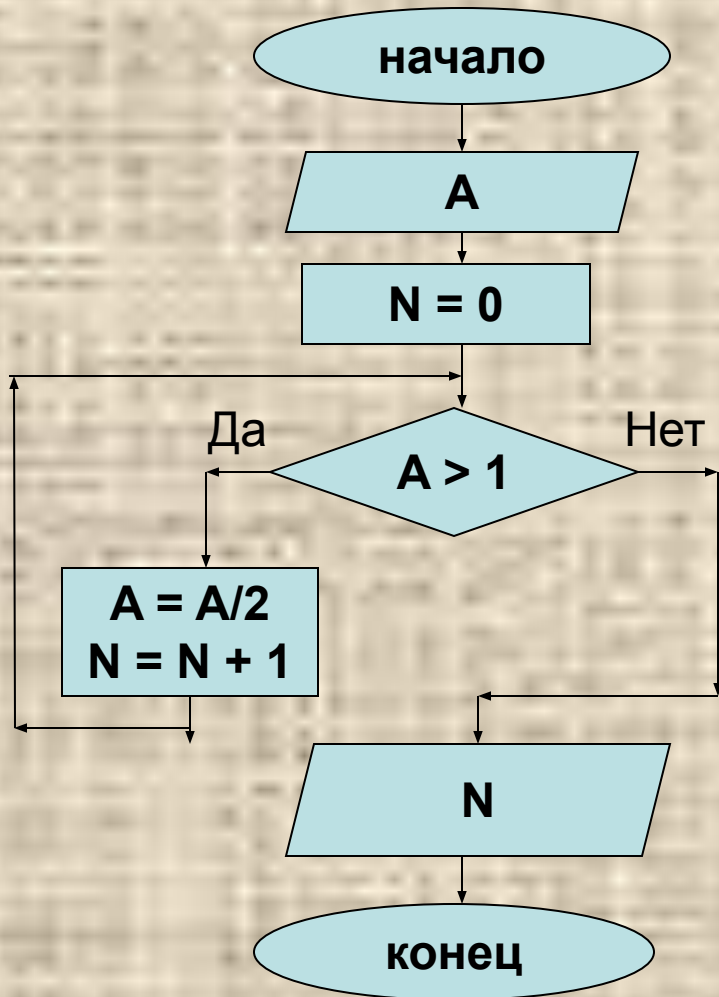 начало
A
N = 0
Да
Нет
A > 1
A = A/2
N = N + 1
N
конец